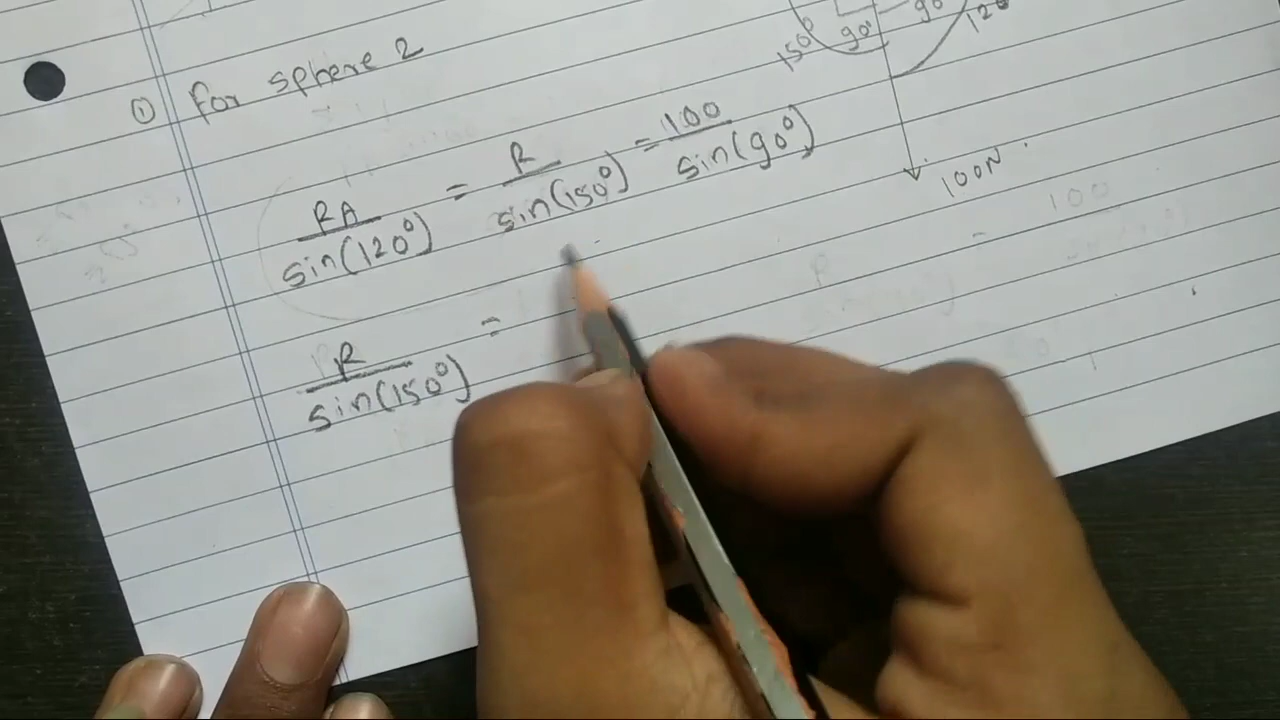 90° 90° 120
150°
100N
① For sphere 2
RA/sin(120°) = R/sin(150°) = 100/sin(90°)
R/sin(150°) =